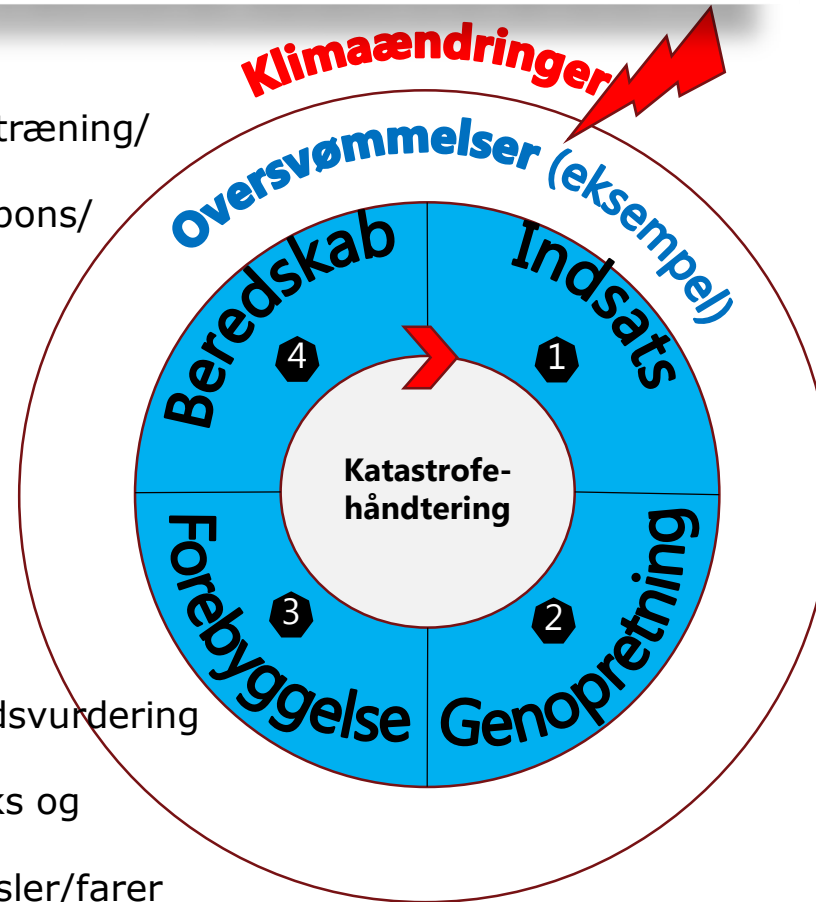 Klimaændringer
Oversvømmelser (eksempel)
træning/
pons/
Beredskab
4
Indsats
1
Katastrofe-
håndtering
Forebyggelse
3
Genopretning
2
dsvurdering
ks og
sler/farer